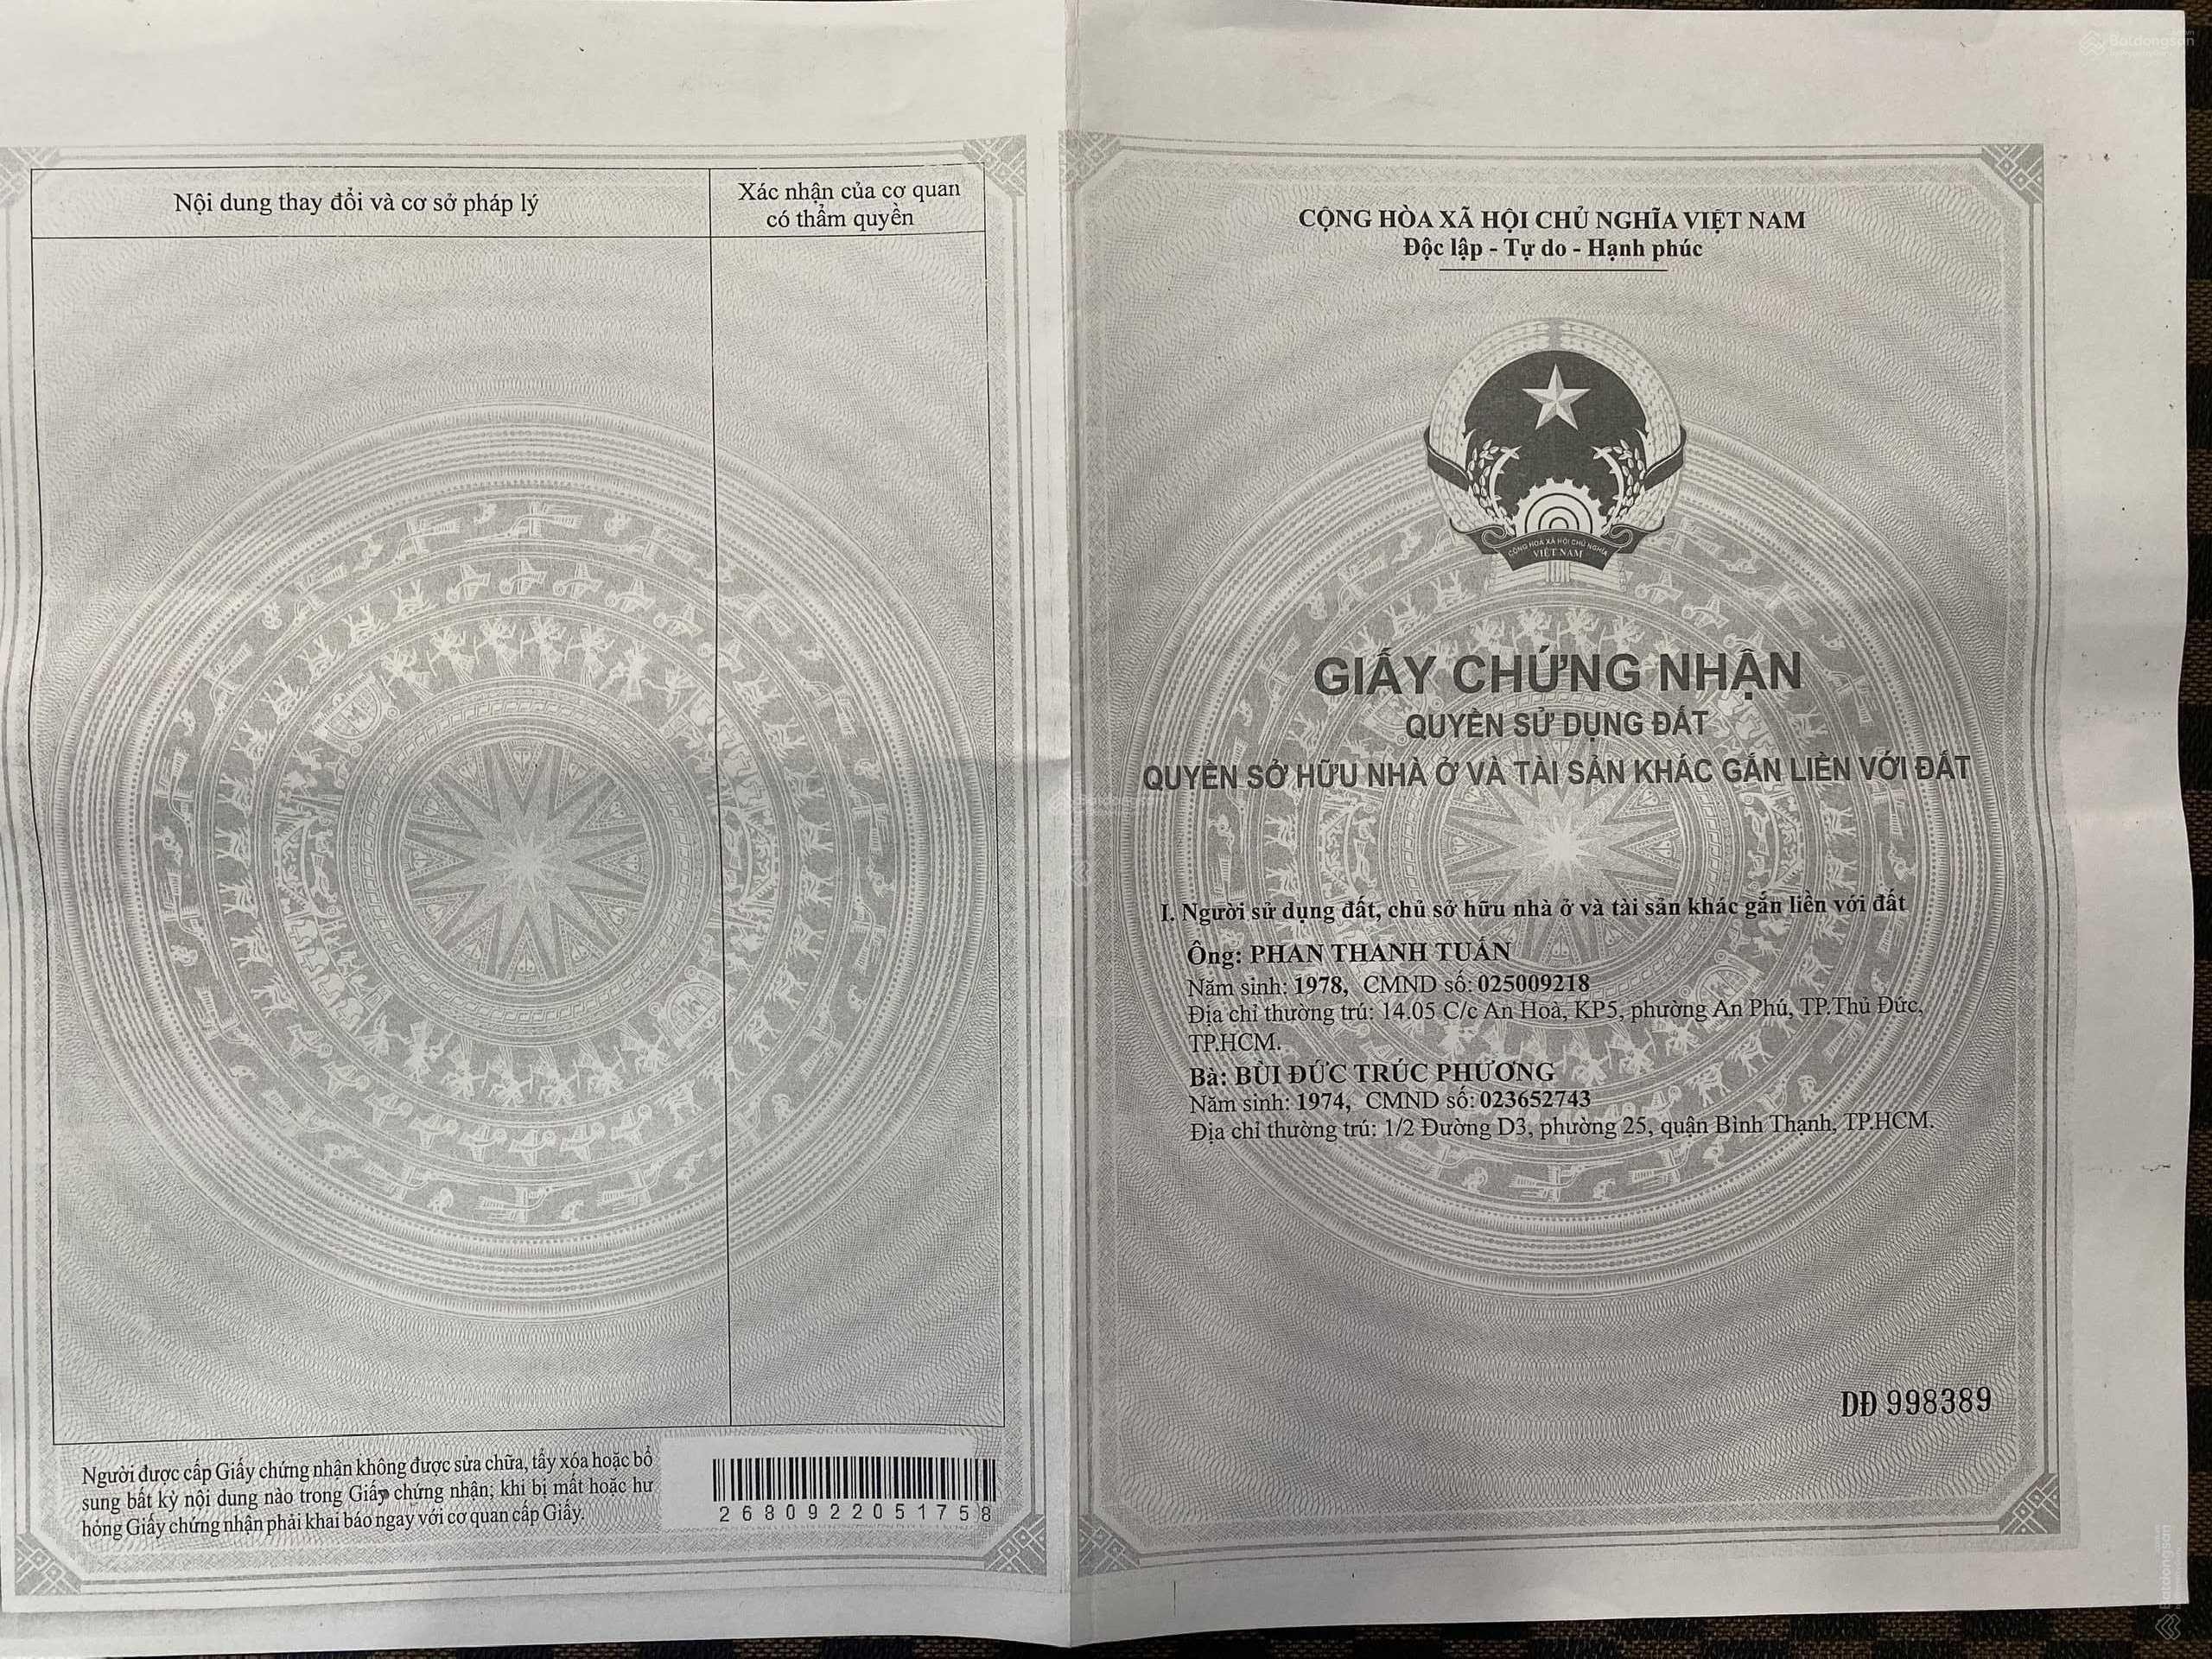 Nội dung thay đổi và cơ sở pháp lý
Xác nhận của cơ quan
có thẩm quyền
Người được cấp Giấy chứng nhận không được sửa chữa, tẩy xóa hoặc bổ
sung bất kỳ nội dung nào trong Giấy chứng nhận; khi bị mất hoặc hư
hỏng Giấy chứng nhận phải khai báo ngay với cơ quan cấp Giấy.
2680922051758
CỘNG HÒA XÃ HỘI CHỦ NGHĨA VIỆT NAM
Độc lập - Tự do - Hạnh phúc
CỘNG HOÀ XÃ HỘI CHỦ NGHĨA
VIỆT NAM
GIẤY CHỨNG NHẬN
QUYỀN SỬ DỤNG ĐẤT
QUYỀN SỞ HỮU NHÀ Ở VÀ TÀI SẢN KHÁC GẮN LIỀN VỚI ĐẤT
I. Người sử dụng đất, chủ sở hữu nhà ở và tài sản khác gắn liền với đất
Ông: PHAN THANH TUẤN
Năm sinh: 1978, CMND số: 025009218
Địa chỉ thường trú: 14.05 C/c An Hoà, KP5, phường An Phú, TP.Thủ Đức,
TP.HCM.
Bà: BÙI ĐỨC TRÚC PHƯƠNG
Năm sinh: 1974, CMND số: 023652743
Địa chỉ thường trú: 1/2 Đường D3, phường 25, quận Bình Thạnh, TP.HCM.
DĐ 998389
Batdongsan
Batdongsan